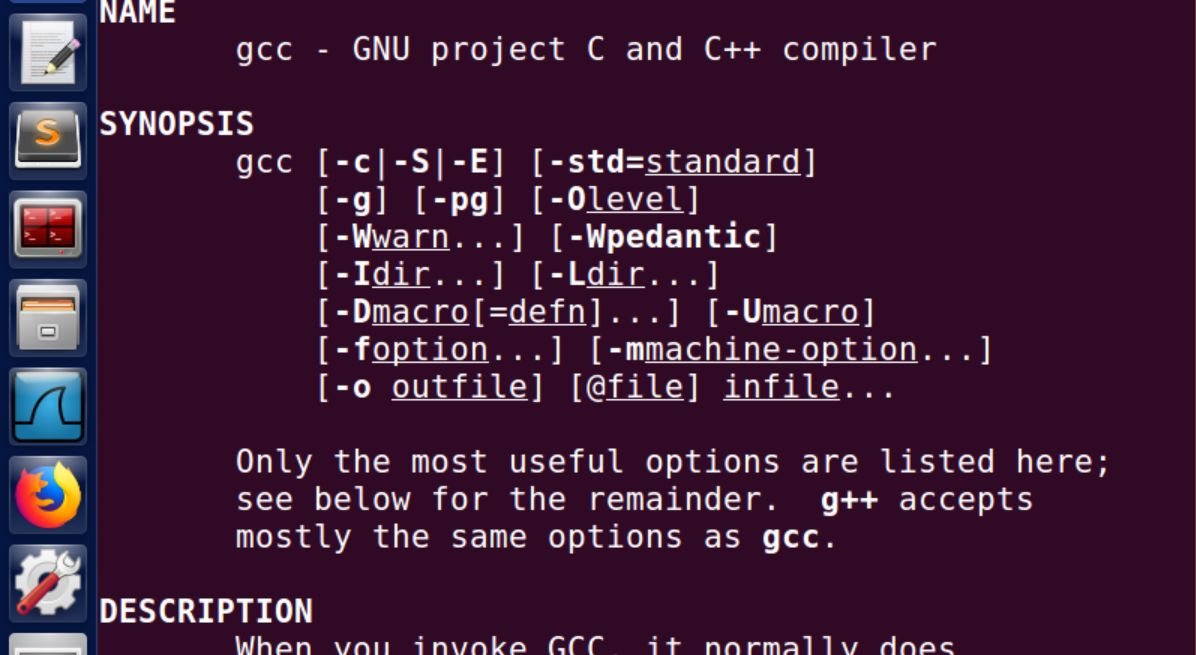 NAME
gcc - GNU project C and C++ compiler
SYNOPSIS
gcc [-c|-S|-E] [-std=standard]
[-g] [-pg] [-Olevel]
[-Wwarn...] [-Wpedantic]
[-Idir...] [-Ldir...]
[-Dmacro[=defn]...] [-Umacro]
[-foption...] [-mmachine-option...]
[-o outfile] [@file] infile...
Only the most useful options are listed here;
see below for the remainder.  g++ accepts
mostly the same options as gcc.
DESCRIPTION
When you invoke GCC, it normally does